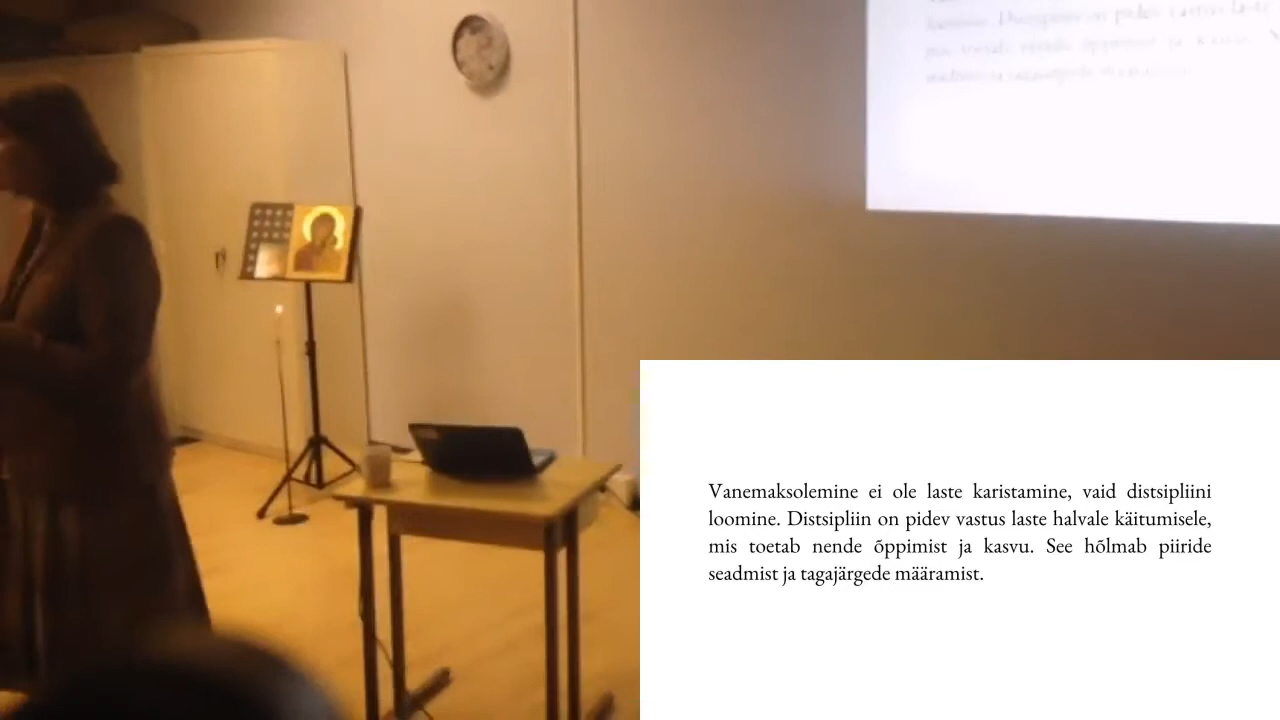 Vanemaksolemine ei ole laste karistamine, vaid distsipliini
loomine. Distsipliin on pidev vastus laste halvale käitumisele,
mis toetab nende õppimist ja kasvu. See hõlmab piiride
seadmist ja tagajärgede määramist.